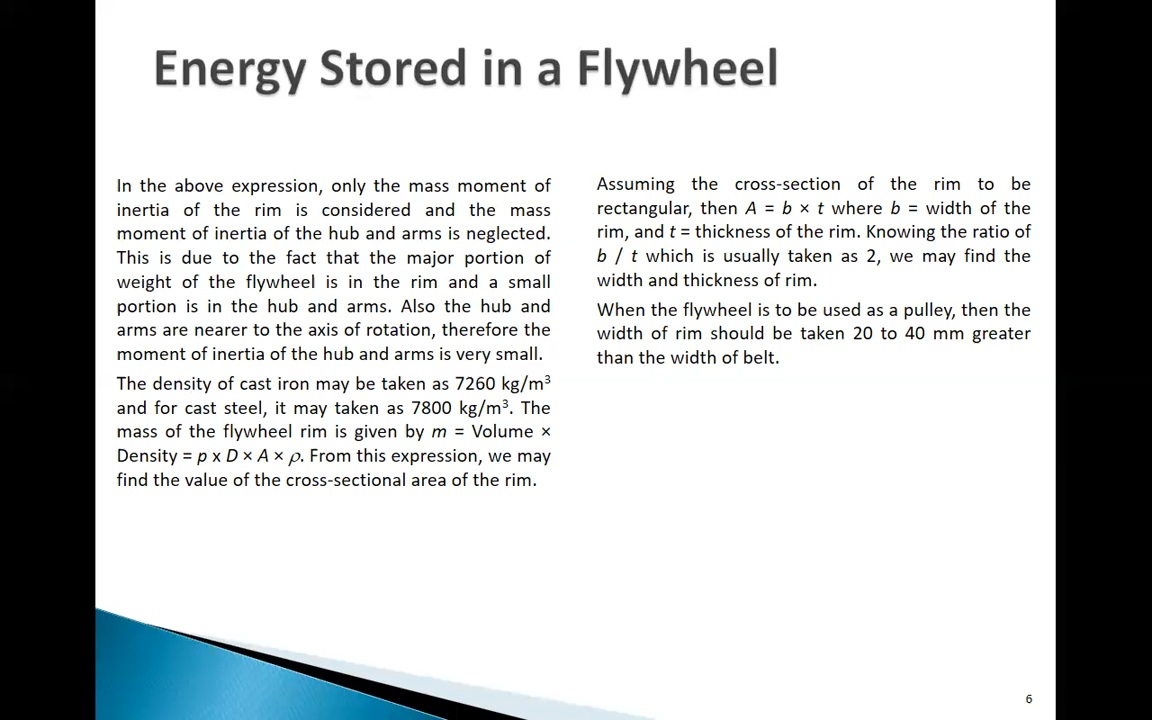 Energy Stored in a Flywheel
In the above expression, only the mass moment of
inertia of the rim is considered and the mass
moment of inertia of the hub and arms is neglected.
This is due to the fact that the major portion of
weight of the flywheel is in the rim and a small
portion is in the hub and arms. Also the hub and
arms are nearer to the axis of rotation, therefore the
moment of inertia of the hub and arms is very small.
The density of cast iron may be taken as 7260 kg/m³
and for cast steel, it may taken as 7800 kg/m³. The
mass of the flywheel rim is given by m = Volume ×
Density = p x D × A × ρ. From this expression, we may
find the value of the cross-sectional area of the rim.
Assuming the cross-section of the rim to be
rectangular, then A = b × t where b = width of the
rim, and t = thickness of the rim. Knowing the ratio of
b / t which is usually taken as 2, we may find the
width and thickness of rim.
When the flywheel is to be used as a pulley, then the
width of rim should be taken 20 to 40 mm greater
than the width of belt.
6